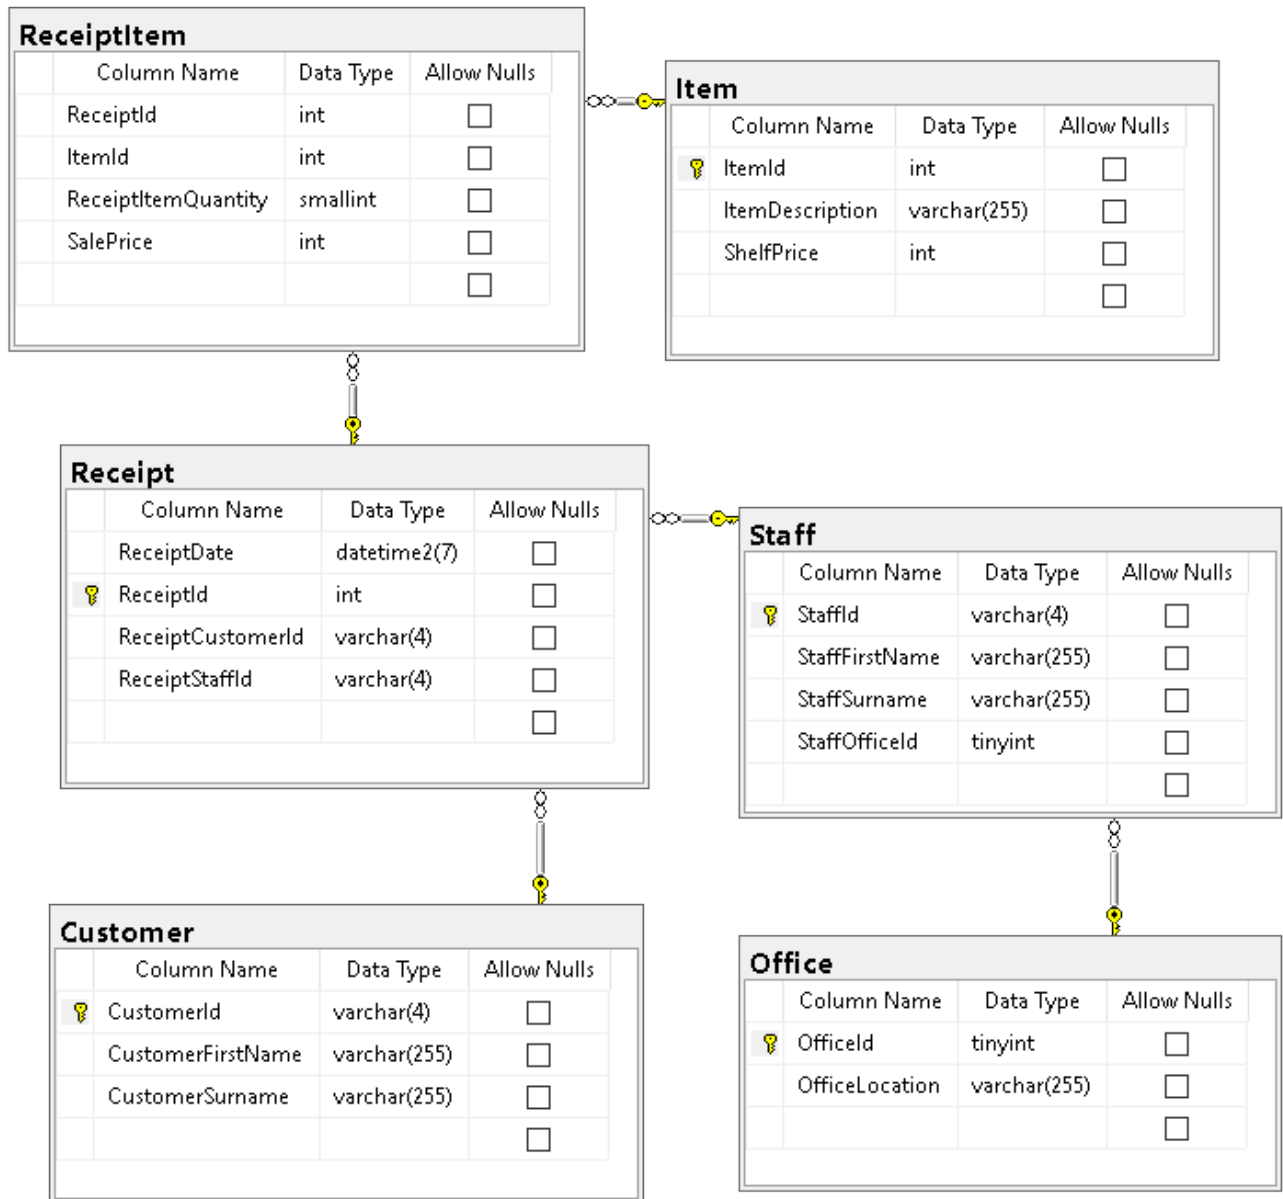 ReceiptItem
Column Name Data Type Allow Nulls
ReceiptId int
ItemId int
ReceiptItemQuantity smallint
SalePrice int
Item
Column Name Data Type Allow Nulls
ItemId int
ItemDescription varchar(255)
ShelfPrice int
Receipt
Column Name Data Type Allow Nulls
ReceiptDate datetime2(7)
ReceiptId int
ReceiptCustomerId varchar(4)
ReceiptStaffId varchar(4)
Staff
Column Name Data Type Allow Nulls
StaffId varchar(4)
StaffFirstName varchar(255)
StaffSurname varchar(255)
StaffOfficeId tinyint
Customer
Column Name Data Type Allow Nulls
CustomerId varchar(4)
CustomerFirstName varchar(255)
CustomerSurname varchar(255)
Office
Column Name Data Type Allow Nulls
OfficeId tinyint
OfficeLocation varchar(255)